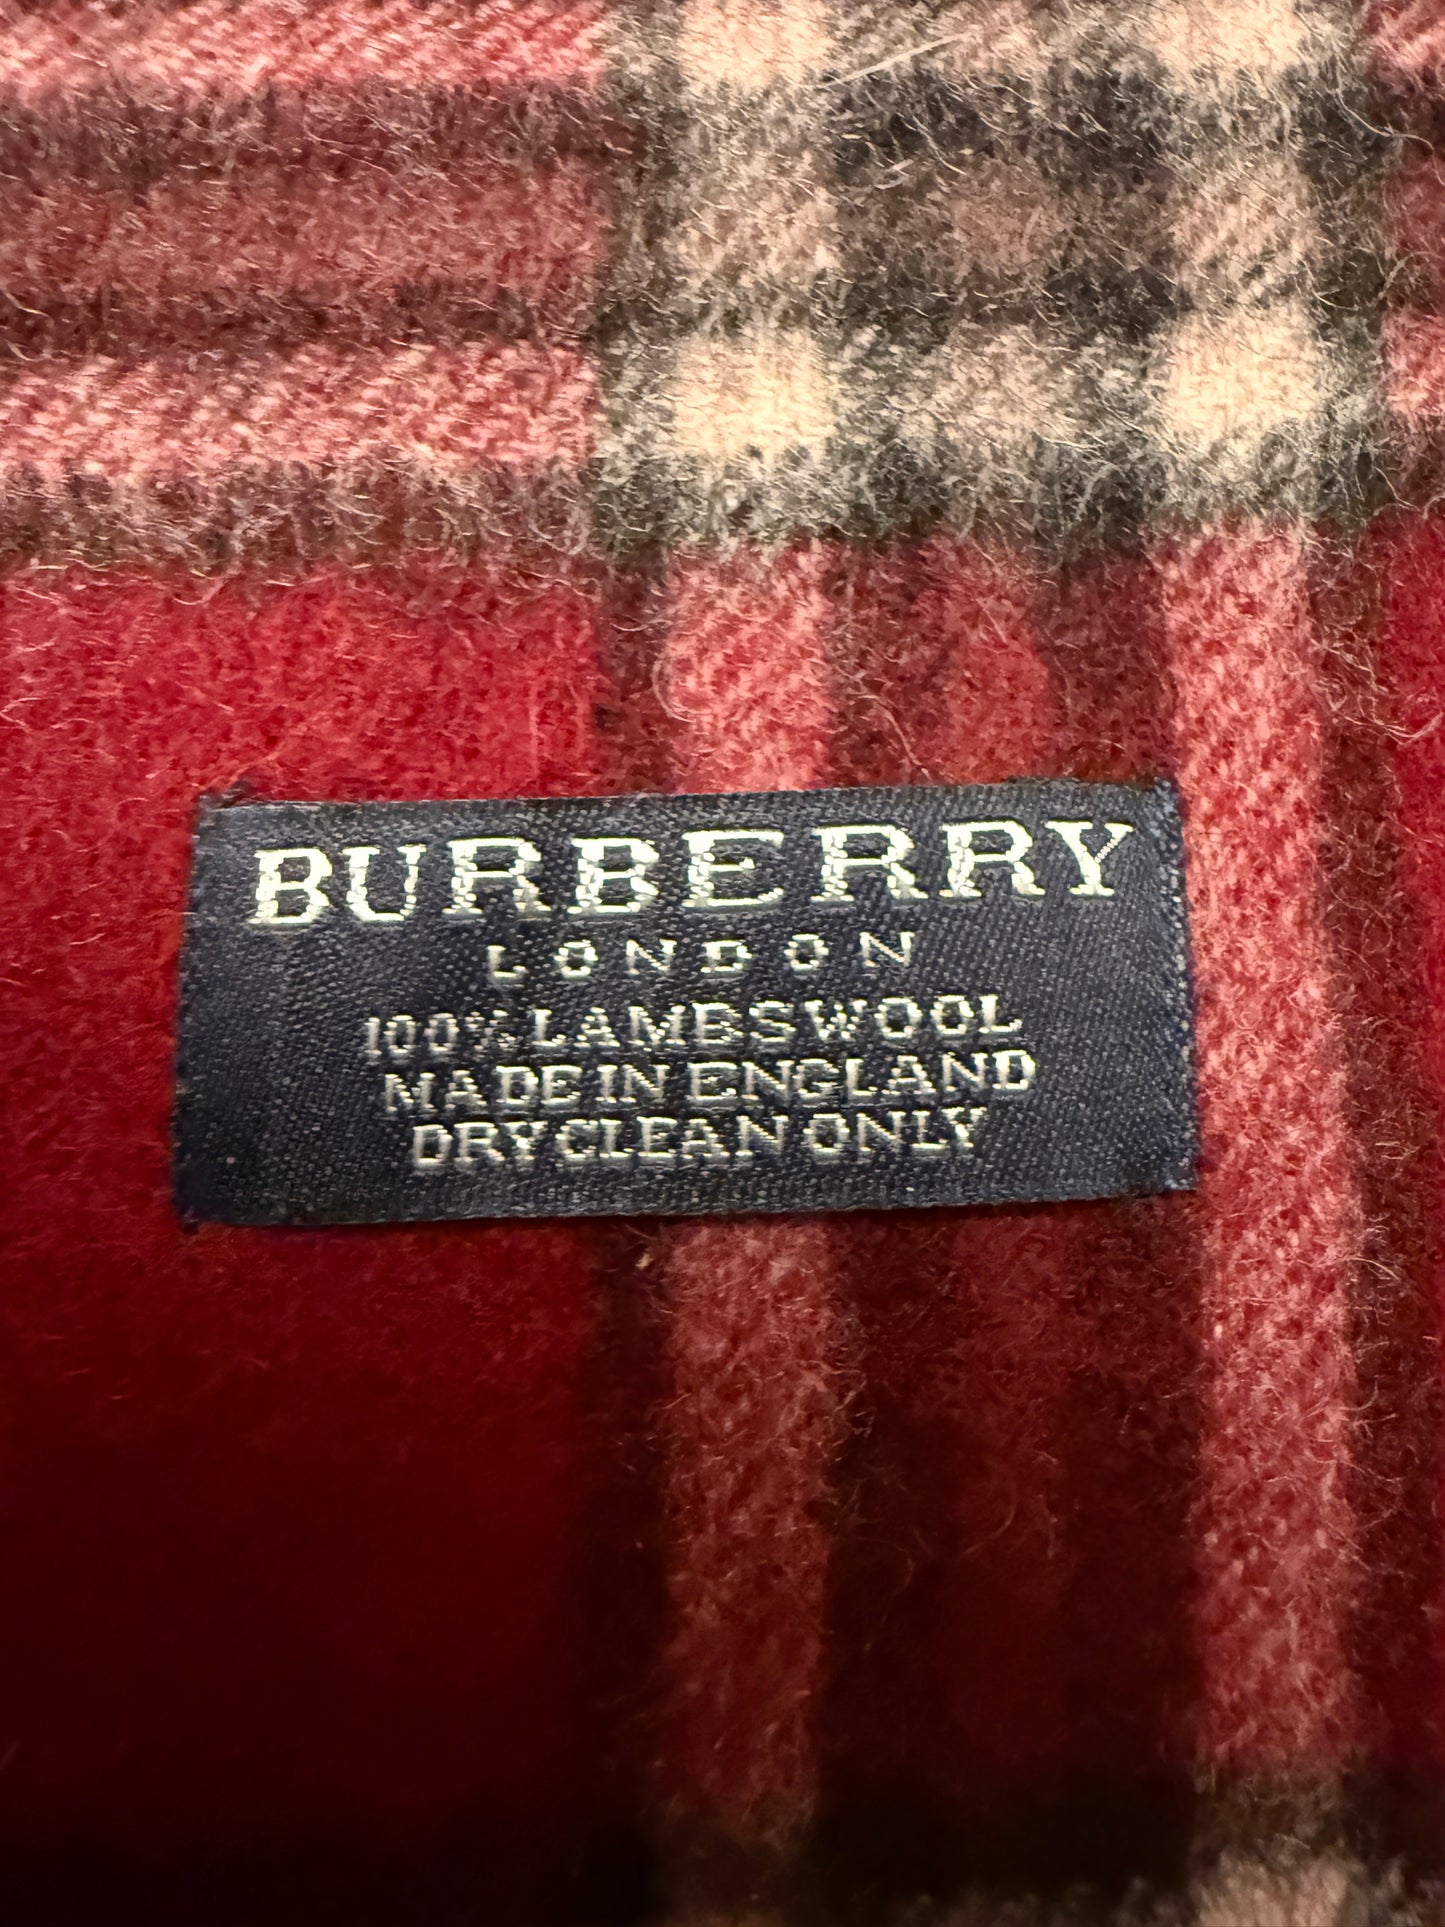 BURBERRY
LONDON
100% LAMBSWOOL
MADE IN ENGLAND
DRY CLEAN ONLY